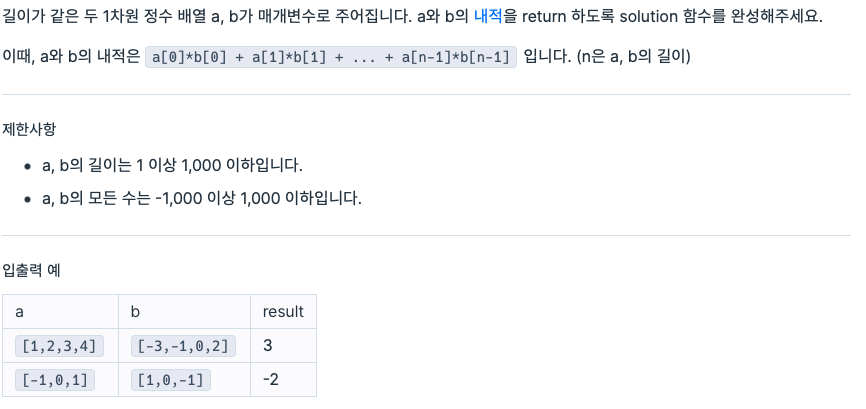 길이가 같은 두 1차원 정수 배열 a, b가 매개변수로 주어집니다. a와 b의 내적을 return 하도록 solution 함수를 완성해주세요.
이때, a와 b의 내적은 a[0]*b[0] + a[1]*b[1] + ... + a[n-1]*b[n-1] 입니다. (n은 a, b의 길이)
제한사항
• a, b의 길이는 1 이상 1,000 이하입니다.
• a, b의 모든 수는 -1,000 이상 1,000 이하입니다.
입출력 예
a b result
[1,2,3,4] [-3,-1,0,2] 3
[-1,0,1] [1,0,-1] -2